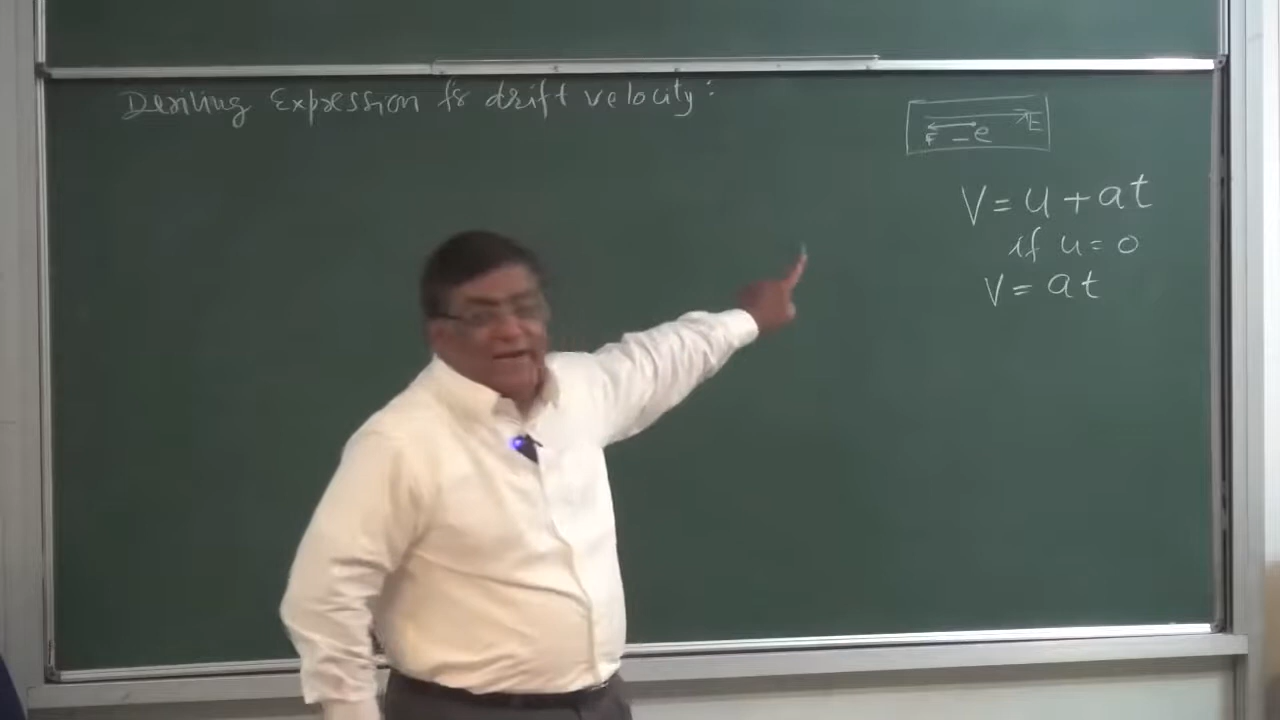 Deriving Expression for drift velocity:
E
F -e
V = u + at
if u = 0
V = at